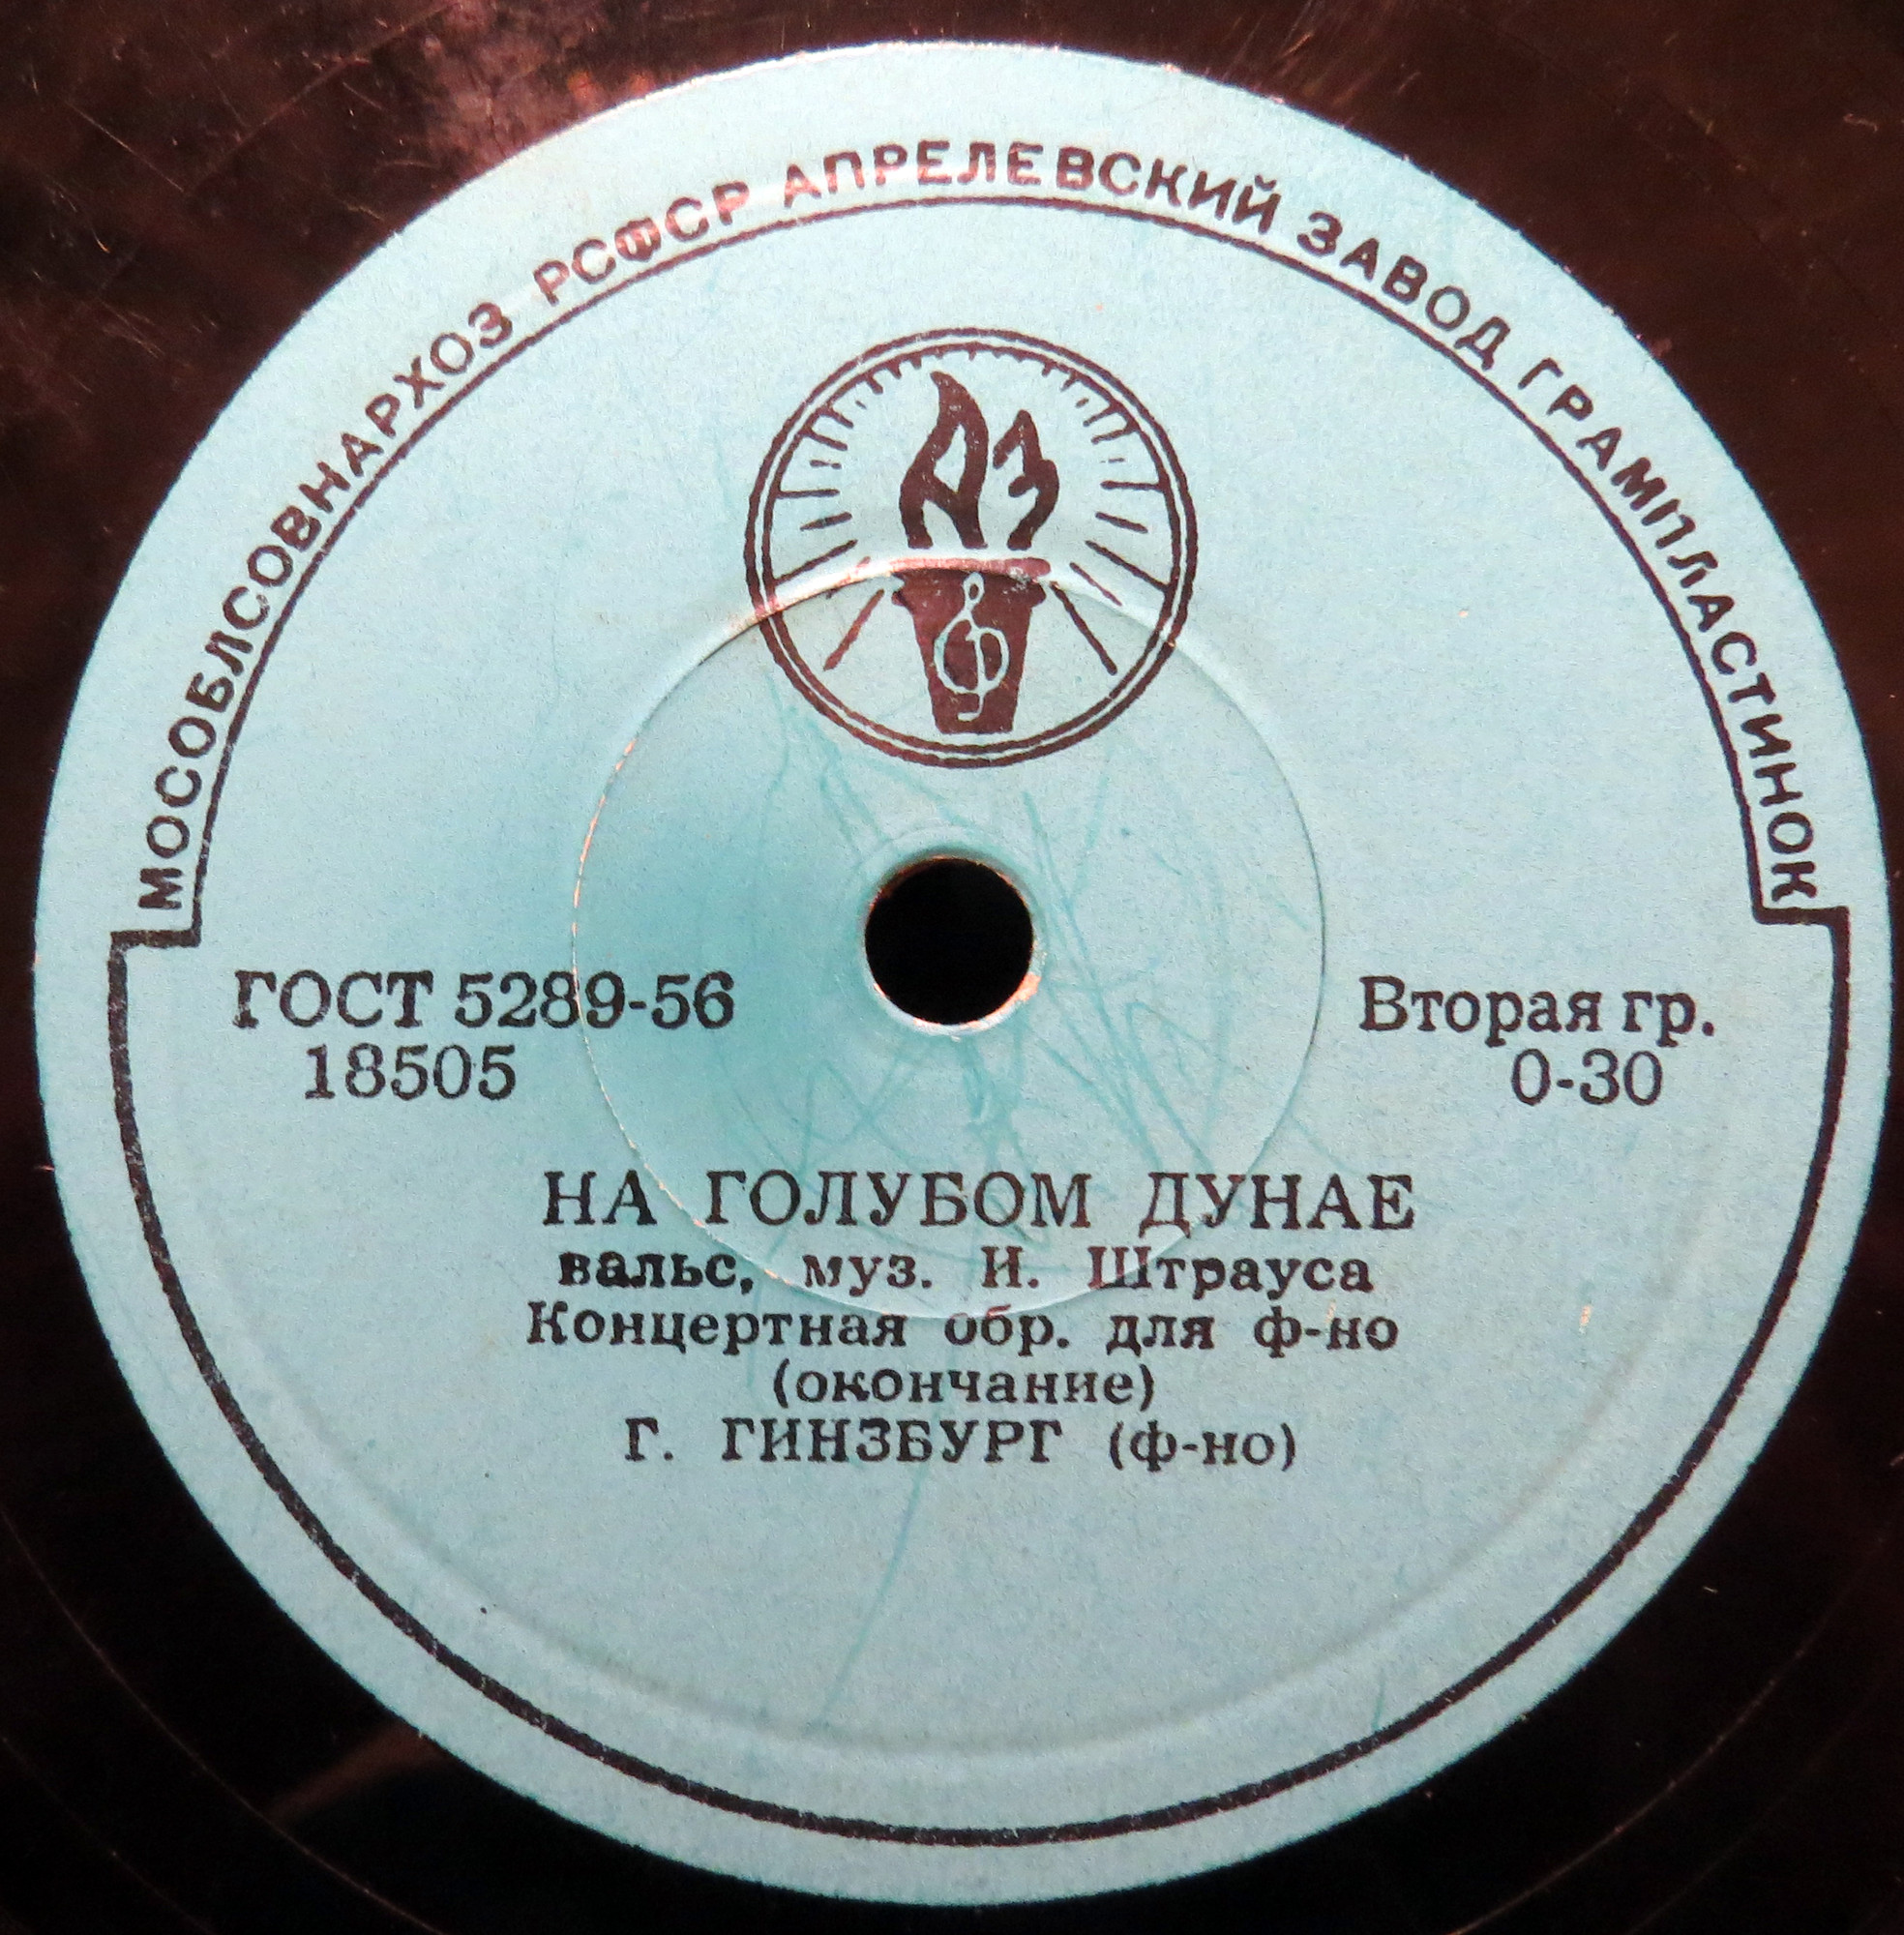 МОСОБЛСОВНАРХОЗ РСФСР АПРЕЛЕВСКИЙ ЗАВОД ГРАМПЛАСТИНОК
АЗ
ГОСТ 5289-56
18505
Вторая гр.
0-30
НА ГОЛУБОМ ДУНАЕ
вальс, муз. И. Штрауса
Концертная обр. для ф-но
(окончание)
Г. ГИНЗБУРГ (ф-но)